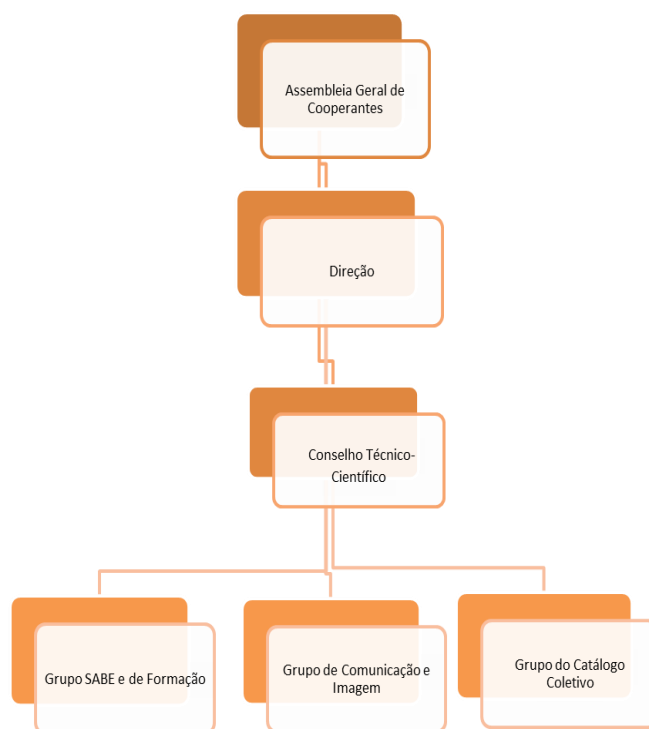 Assembleia Geral de
Cooperantes
Direção
Conselho Técnico-
Científico
Grupo SABE e de Formação
Grupo de Comunicação e
Imagem
Grupo do Catálogo
Coletivo